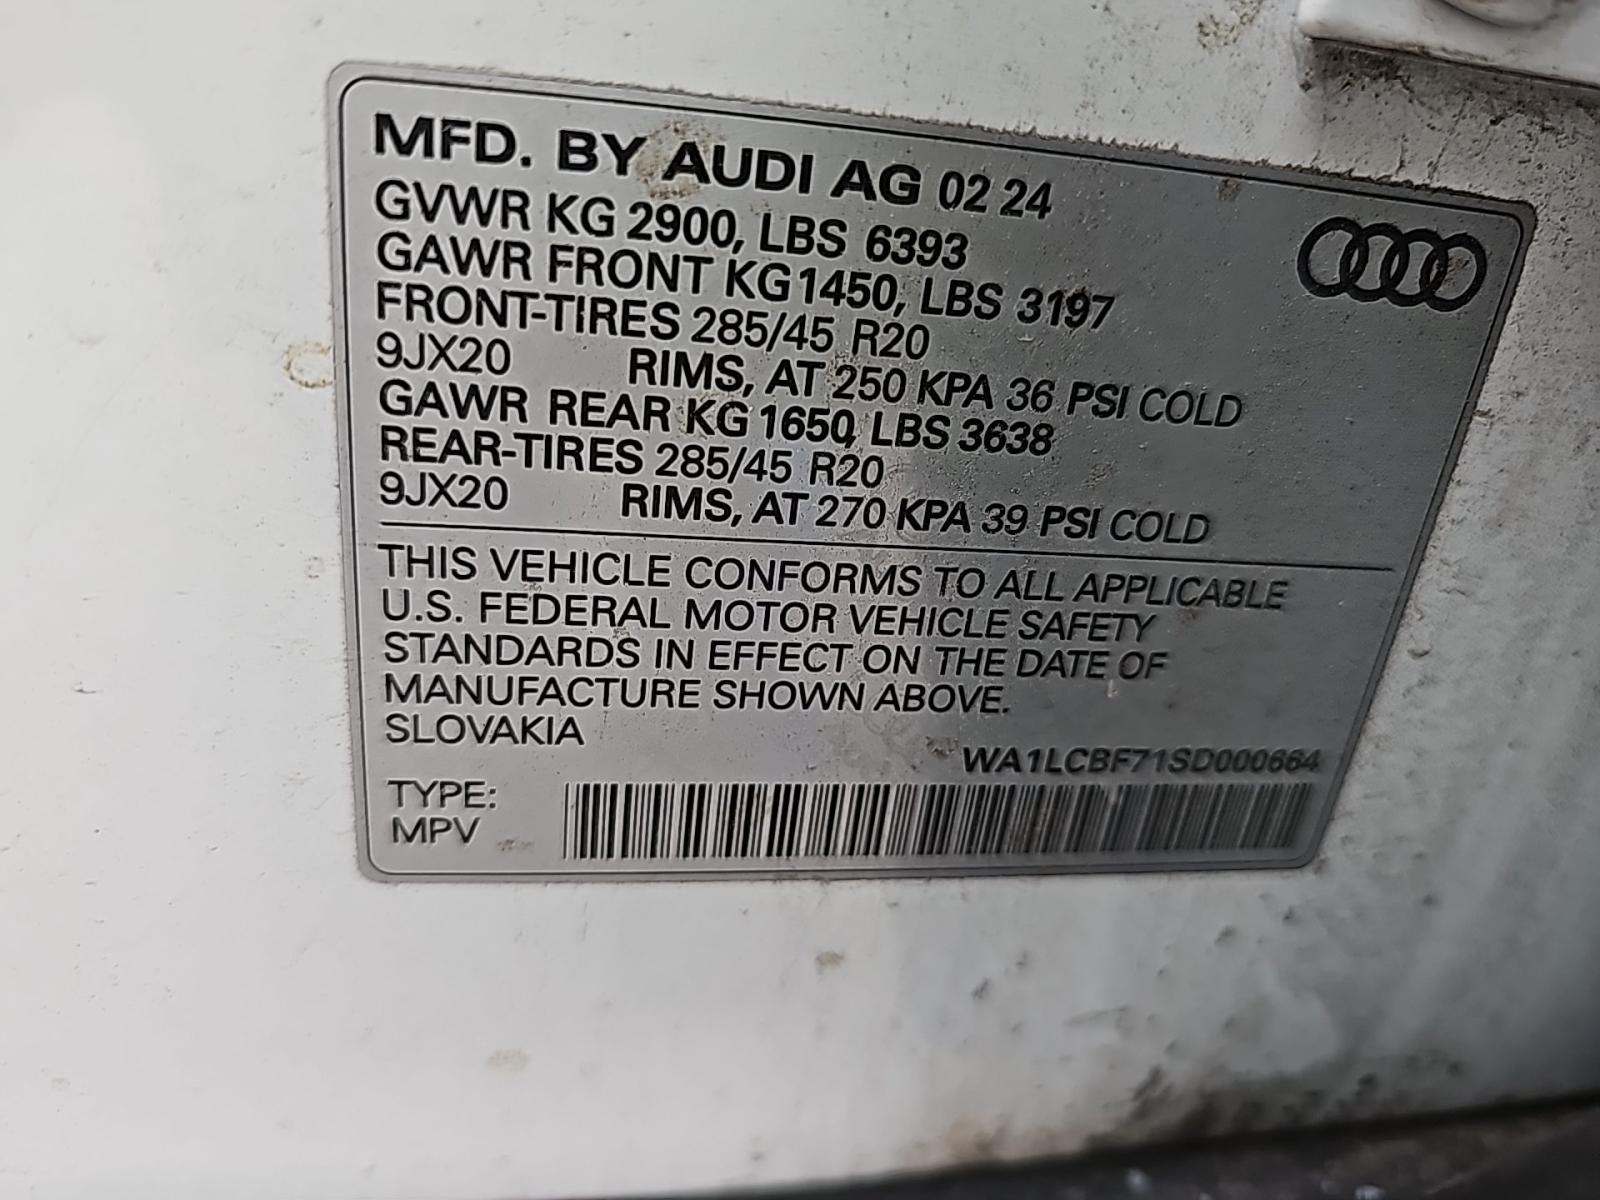 MFD. BY AUDI AG 02 24
GVWR KG 2900, LBS 6393
GAWR FRONT KG 1450, LBS 3197
FRONT-TIRES 285/45 R20
9JX20 RIMS, AT 250 KPA 36 PSI COLD
GAWR REAR KG 1650, LBS 3638
REAR-TIRES 285/45 R20
9JX20 RIMS, AT 270 KPA 39 PSI COLD
THIS VEHICLE CONFORMS TO ALL APPLICABLE
U.S. FEDERAL MOTOR VEHICLE SAFETY
STANDARDS IN EFFECT ON THE DATE OF
MANUFACTURE SHOWN ABOVE.
SLOVAKIA
WA1LCBF71SD000664
TYPE:
MPV